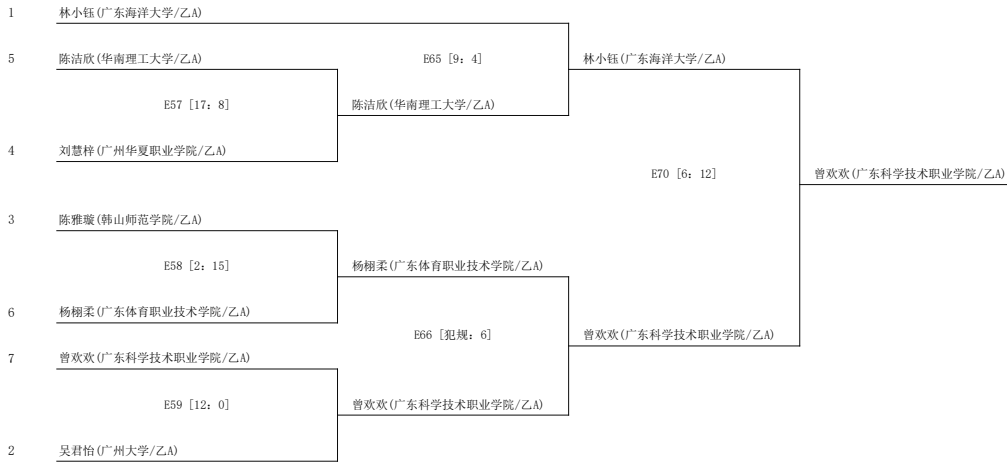 1 林小钰(广东海洋大学/乙A)
5 陈洁欣(华南理工大学/乙A) E65 [9: 4] 林小钰(广东海洋大学/乙A)
E57 [17: 8] 陈洁欣(华南理工大学/乙A)
4 刘慧梓(广州华夏职业学院/乙A)
E70 [6: 12] 曾欢欢(广东科学技术职业学院/乙A)
3 陈雅璇(韩山师范学院/乙A)
E58 [2: 15] 杨栩柔(广东体育职业技术学院/乙A)
6 杨栩柔(广东体育职业技术学院/乙A)
E66 [犯规: 6] 曾欢欢(广东科学技术职业学院/乙A)
7 曾欢欢(广东科学技术职业学院/乙A)
E59 [12: 0] 曾欢欢(广东科学技术职业学院/乙A)
2 吴君怡(广州大学/乙A)